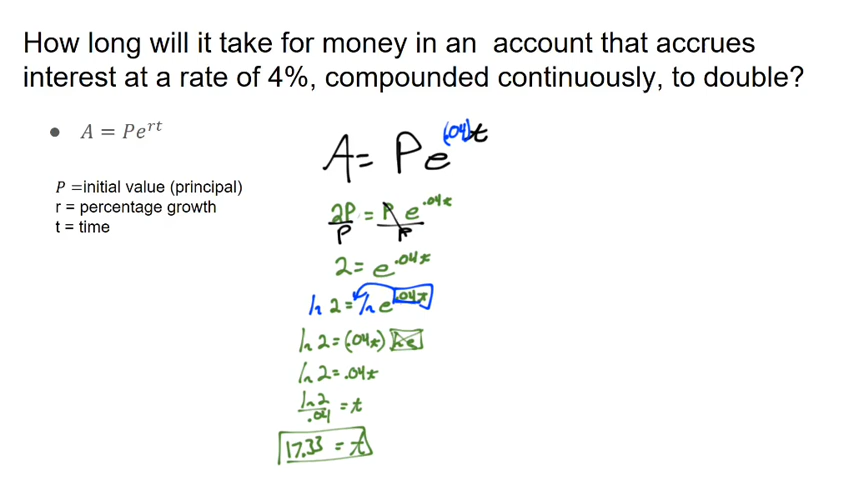 How long will it take for money in an account that accrues
interest at a rate of 4%, compounded continuously, to double?
● A = Pe^{rt}
P =initial value (principal)
r = percentage growth
t = time
A = Pe^{(.04)t}
2P/P = Pe^{.04t}/P
2 = e^{.04t}
ln 2 = ln e^{.04t}
ln 2 = (.04t) ln e
ln 2 = .04t
ln 2/.04 = t
17.33 = t